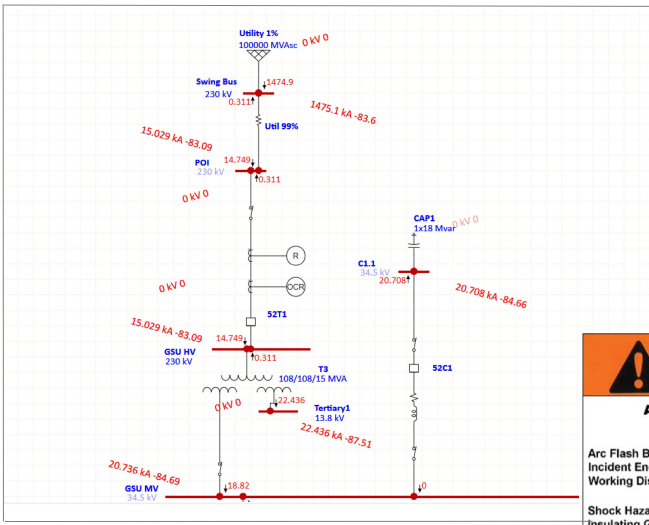 Utility 1%
100000 MVAsc
0 kV 0
Swing Bus
230 kV
1474.9
0.311
1475.1 kA -83.6
Util 99%
15.029 kA -83.09
POI
230 kV
14.749
0.311
0 kV 0
R
0 kV 0
OCR
52T1
15.029 kA -83.09
14.749
GSU HV
230 kV
0.311
T3
108/108/15 MVA
0 kV 0
22.436
Tertiary1
13.8 kV
22.436 kA -87.51
20.736 kA -84.69
GSU MV
34.5 kV
18.82
CAP1
1x18 Mvar
0 kV 0
C1.1
34.5 kV
20.708
20.708 kA -84.66
52C1
0
A
Arc Flash B
Incident En
Working Dis
Shock Haza
Insulating G